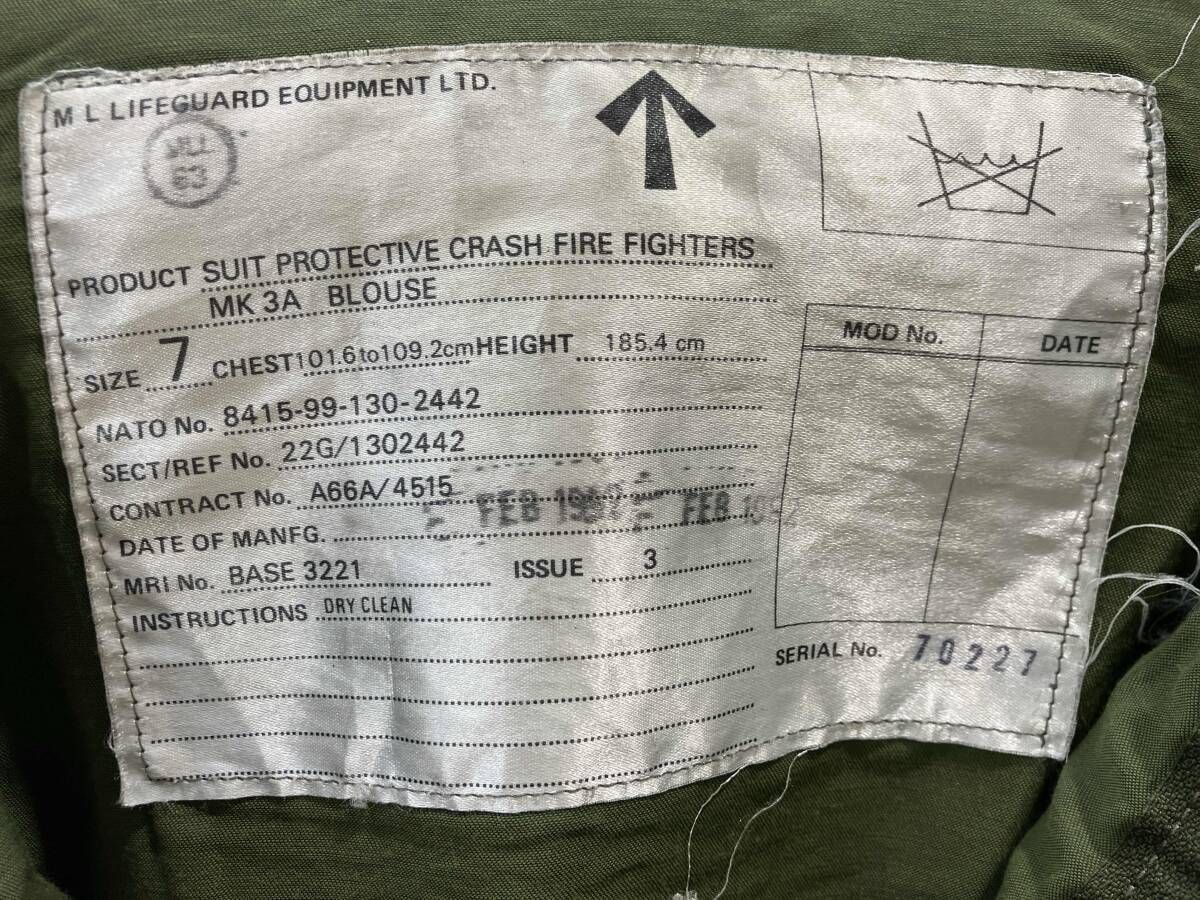 M L LIFEGUARD EQUIPMENT LTD.
63
PRODUCT SUIT PROTECTIVE CRASH FIRE FIGHTERS
MK 3A BLOUSE
SIZE 7 CHEST 101.6 to 109.2cm HEIGHT 185.4 cm
NATO No. 8415-99-130-2442
SECT/REF No. 22G/1302442
CONTRACT No. A66A/4515
DATE OF MANFG. FEB FEB
MRI No. BASE 3221 ISSUE 3
INSTRUCTIONS DRY CLEAN
MOD No. DATE
SERIAL No. 70227